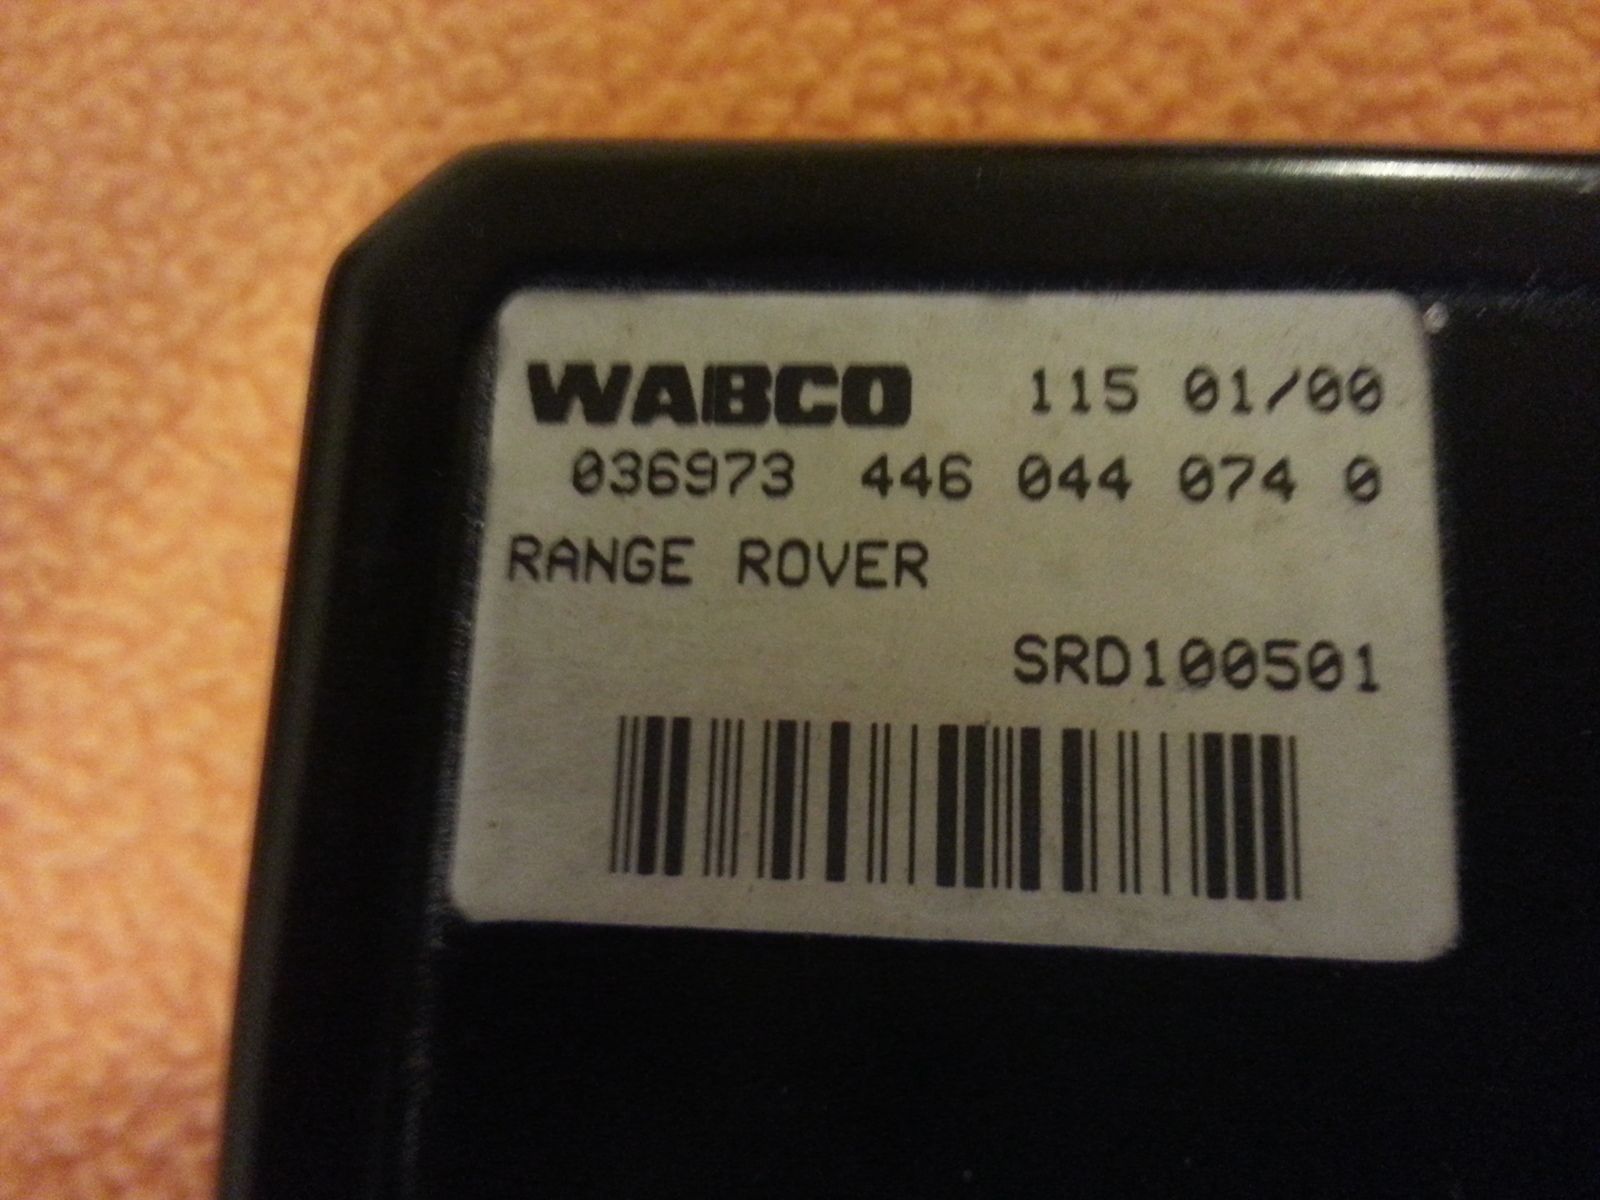 WABCO 115 01/00
036973 446 044 074 0
RANGE ROVER
SRD100501